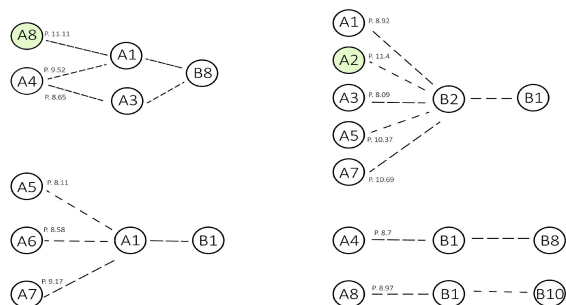 A8 P. 11.11
A1
A4 P. 9.52
P. 8.65
A3
B8
A1 P. 8.92
A2 P. 11.4
A3 P. 8.09
A5 P. 10.37
A7 P. 10.69
B2
B1
A5 P. 8.11
A6 P. 8.58
A7 P. 9.17
A1
B1
A4 P. 8.7 B1 B8
A8 P. 8.97 B1 B10